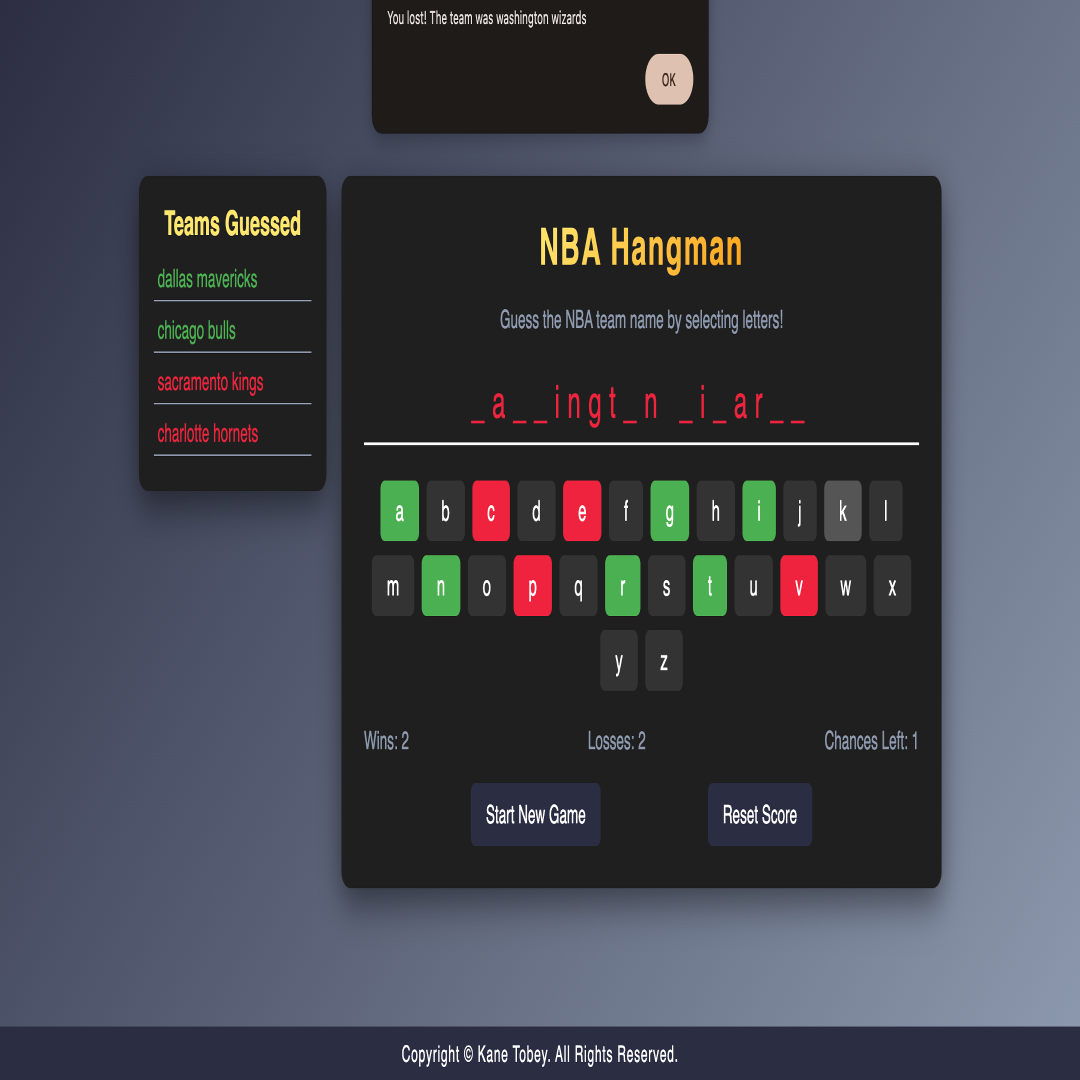 You lost! The team was washington wizards
OK
Teams Guessed
dallas mavericks
chicago bulls
sacramento kings
charlotte hornets
NBA Hangman
Guess the NBA team name by selecting letters!
_a__ingt_n _i_ar__
a b c d e f g h i j k l
m n o p q r s t u v w x
y z
Wins: 2 Losses: 2 Chances Left: 1
Start New Game Reset Score
Copyright © Kane Tobey. All Rights Reserved.